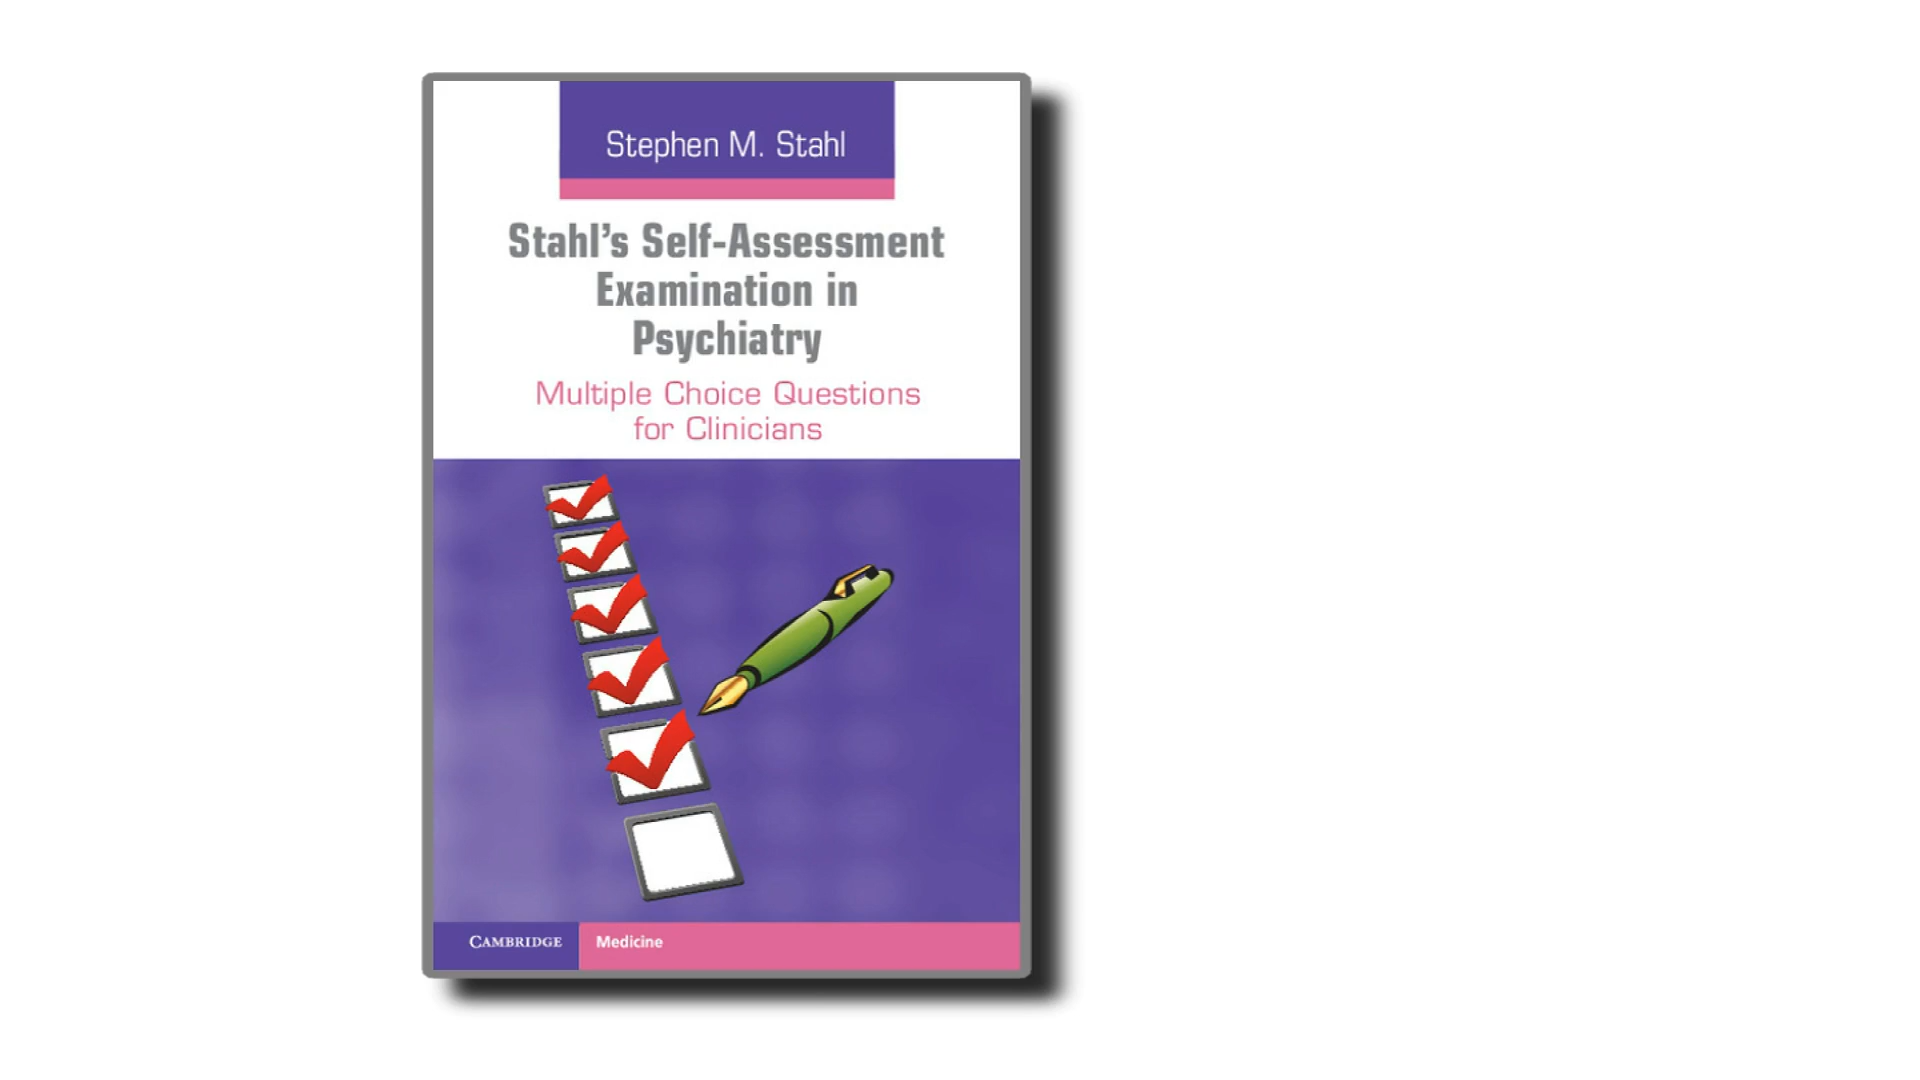 Stephen M. Stahl
Stahl's Self-Assessment
Examination in
Psychiatry
Multiple Choice Questions
for Clinicians
CAMBRIDGE Medicine